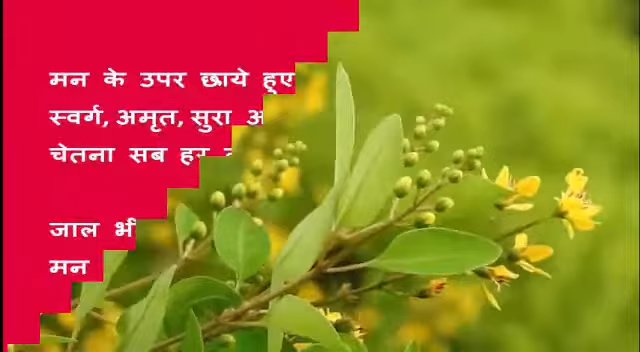 मन के उपर छाये हुए
स्वर्ग, अमृत, सुरा
चेतना सब
जाल भी
मन